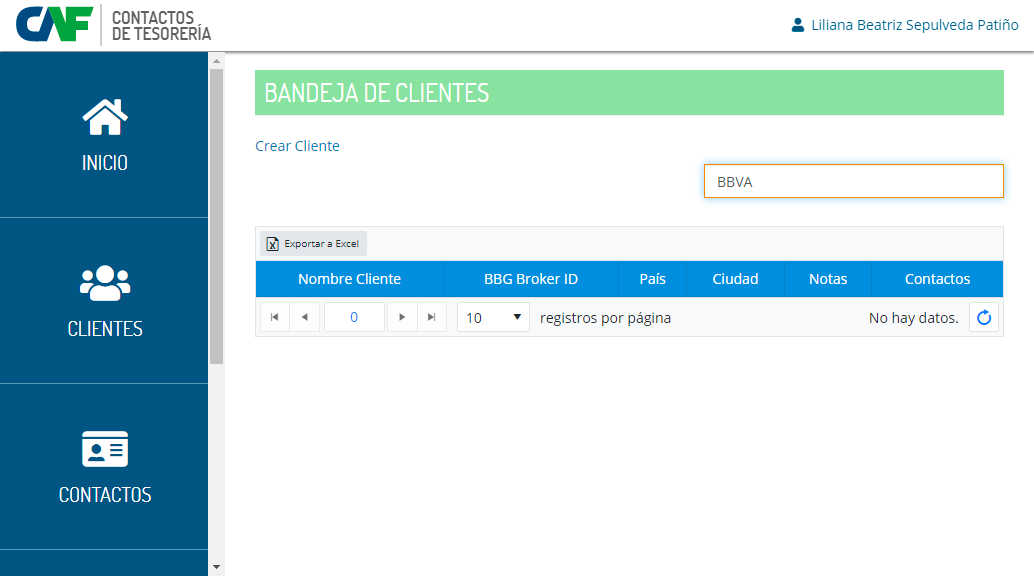 CAF CONTACTOS DE TESORERÍA
Liliana Beatriz Sepulveda Patiño
INICIO
CLIENTES
CONTACTOS
BANDEJA DE CLIENTES
Crear Cliente
BBVA
Exportar a Excel
Nombre Cliente BBG Broker ID País Ciudad Notas Contactos
0 10 registros por página No hay datos.